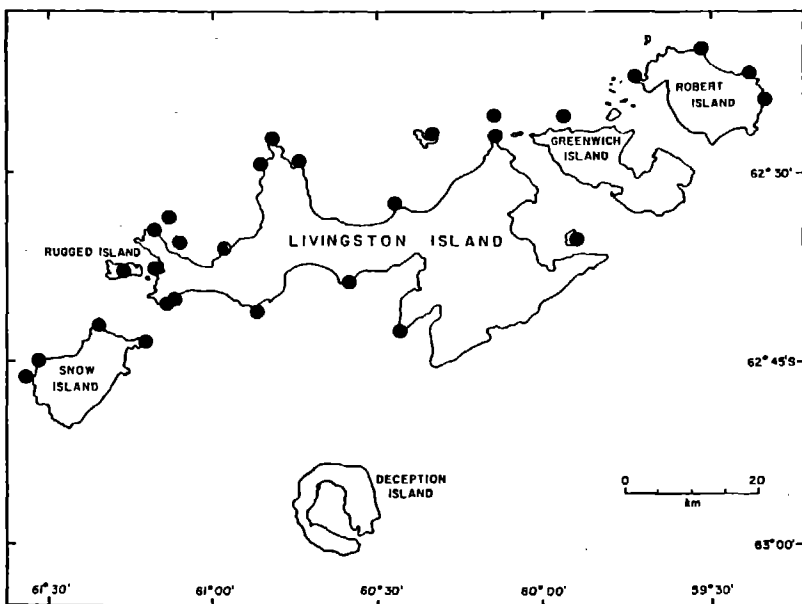 P
ROBERT
ISLAND
GREENWICH
ISLAND
62° 30'
LIVINGSTON ISLAND
RUGGED ISLAND
SNOW
ISLAND
62° 45'S
DECEPTION
ISLAND
0 20
km
63° 00'
61° 30' 61° 00' 60° 30' 60° 00' 59° 30'